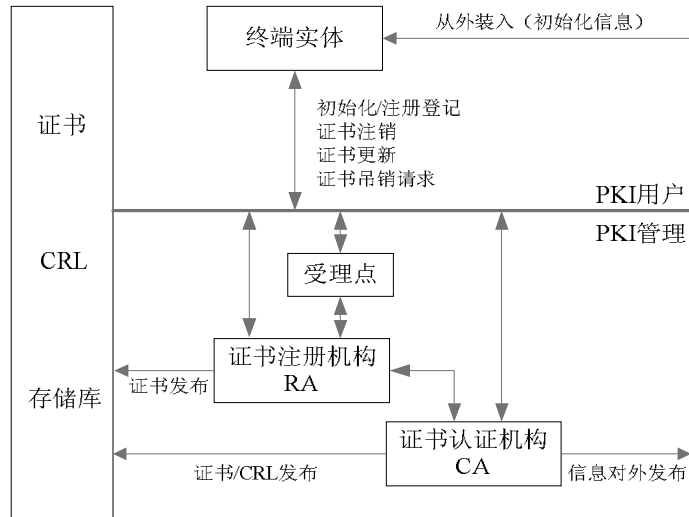 终端实体
从外装入（初始化信息）
证书
初始化/注册登记
证书注销
证书更新
证书吊销请求
PKI用户
PKI管理
CRL
受理点
证书注册机构
RA
证书发布
存储库
证书认证机构
CA
证书/CRL发布
信息对外发布